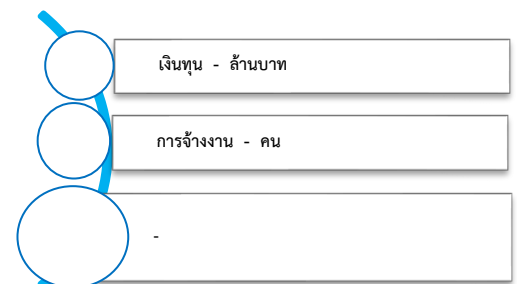 เงินทุน - ล้านบาท
การจ้างงาน - คน
-